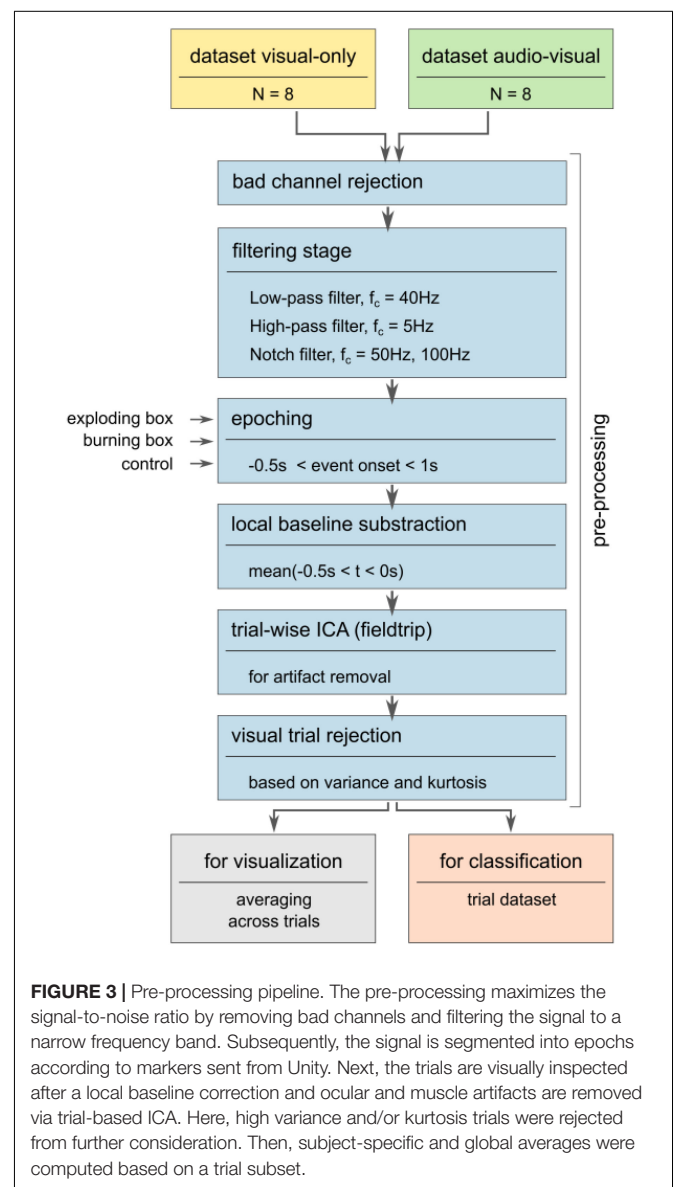 dataset visual-only
N = 8
dataset audio-visual
N = 8
bad channel rejection
filtering stage
Low-pass filter, fc = 40Hz
High-pass filter, fc = 5Hz
Notch filter, fc = 50Hz, 100Hz
exploding box
burning box
control
epoching
-0.5s < event onset < 1s
local baseline substraction
mean(-0.5s < t < 0s)
trial-wise ICA (fieldtrip)
for artifact removal
visual trial rejection
based on variance and kurtosis
pre-processing
for visualization
averaging
across trials
for classification
trial dataset
FIGURE 3 | Pre-processing pipeline. The pre-processing maximizes the
signal-to-noise ratio by removing bad channels and filtering the signal to a
narrow frequency band. Subsequently, the signal is segmented into epochs
according to markers sent from Unity. Next, the trials are visually inspected
after a local baseline correction and ocular and muscle artifacts are removed
via trial-based ICA. Here, high variance and/or kurtosis trials were rejected
from further consideration. Then, subject-specific and global averages were
computed based on a trial subset.